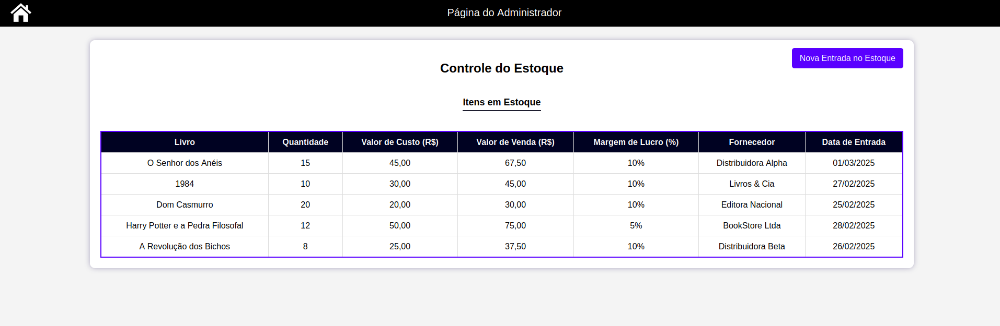 Página do Administrador
Nova Entrada no Estoque
Controle do Estoque
Itens em Estoque
Livro Quantidade Valor de Custo (R$) Valor de Venda (R$) Margem de Lucro (%) Fornecedor Data de Entrada
O Senhor dos Anéis 15 45,00 67,50 10% Distribuidora Alpha 01/03/2025
1984 10 30,00 45,00 10% Livros & Cia 27/02/2025
Dom Casmurro 20 20,00 30,00 10% Editora Nacional 25/02/2025
Harry Potter e a Pedra Filosofal 12 50,00 75,00 5% BookStore Ltda 28/02/2025
A Revolução dos Bichos 8 25,00 37,50 10% Distribuidora Beta 26/02/2025